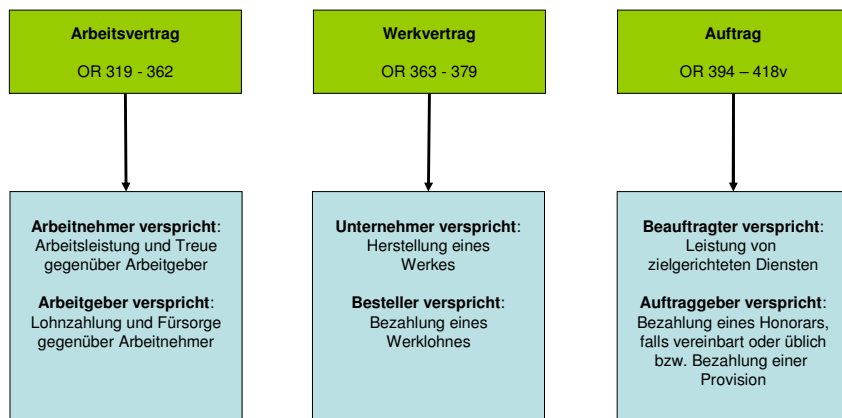 Arbeitsvertrag
OR 319 - 362
Werkvertrag
OR 363 - 379
Auftrag
OR 394 – 418v
Arbeitnehmer verspricht:
Arbeitsleistung und Treue
gegenüber Arbeitgeber
Arbeitgeber verspricht:
Lohnzahlung und Fürsorge
gegenüber Arbeitnehmer
Unternehmer verspricht:
Herstellung eines
Werkes
Besteller verspricht:
Bezahlung eines
Werklohnes
Beauftragter verspricht:
Leistung von
zielgerichteten Diensten
Auftraggeber verspricht:
Bezahlung eines Honorars,
falls vereinbart oder üblich
bzw. Bezahlung einer
Provision